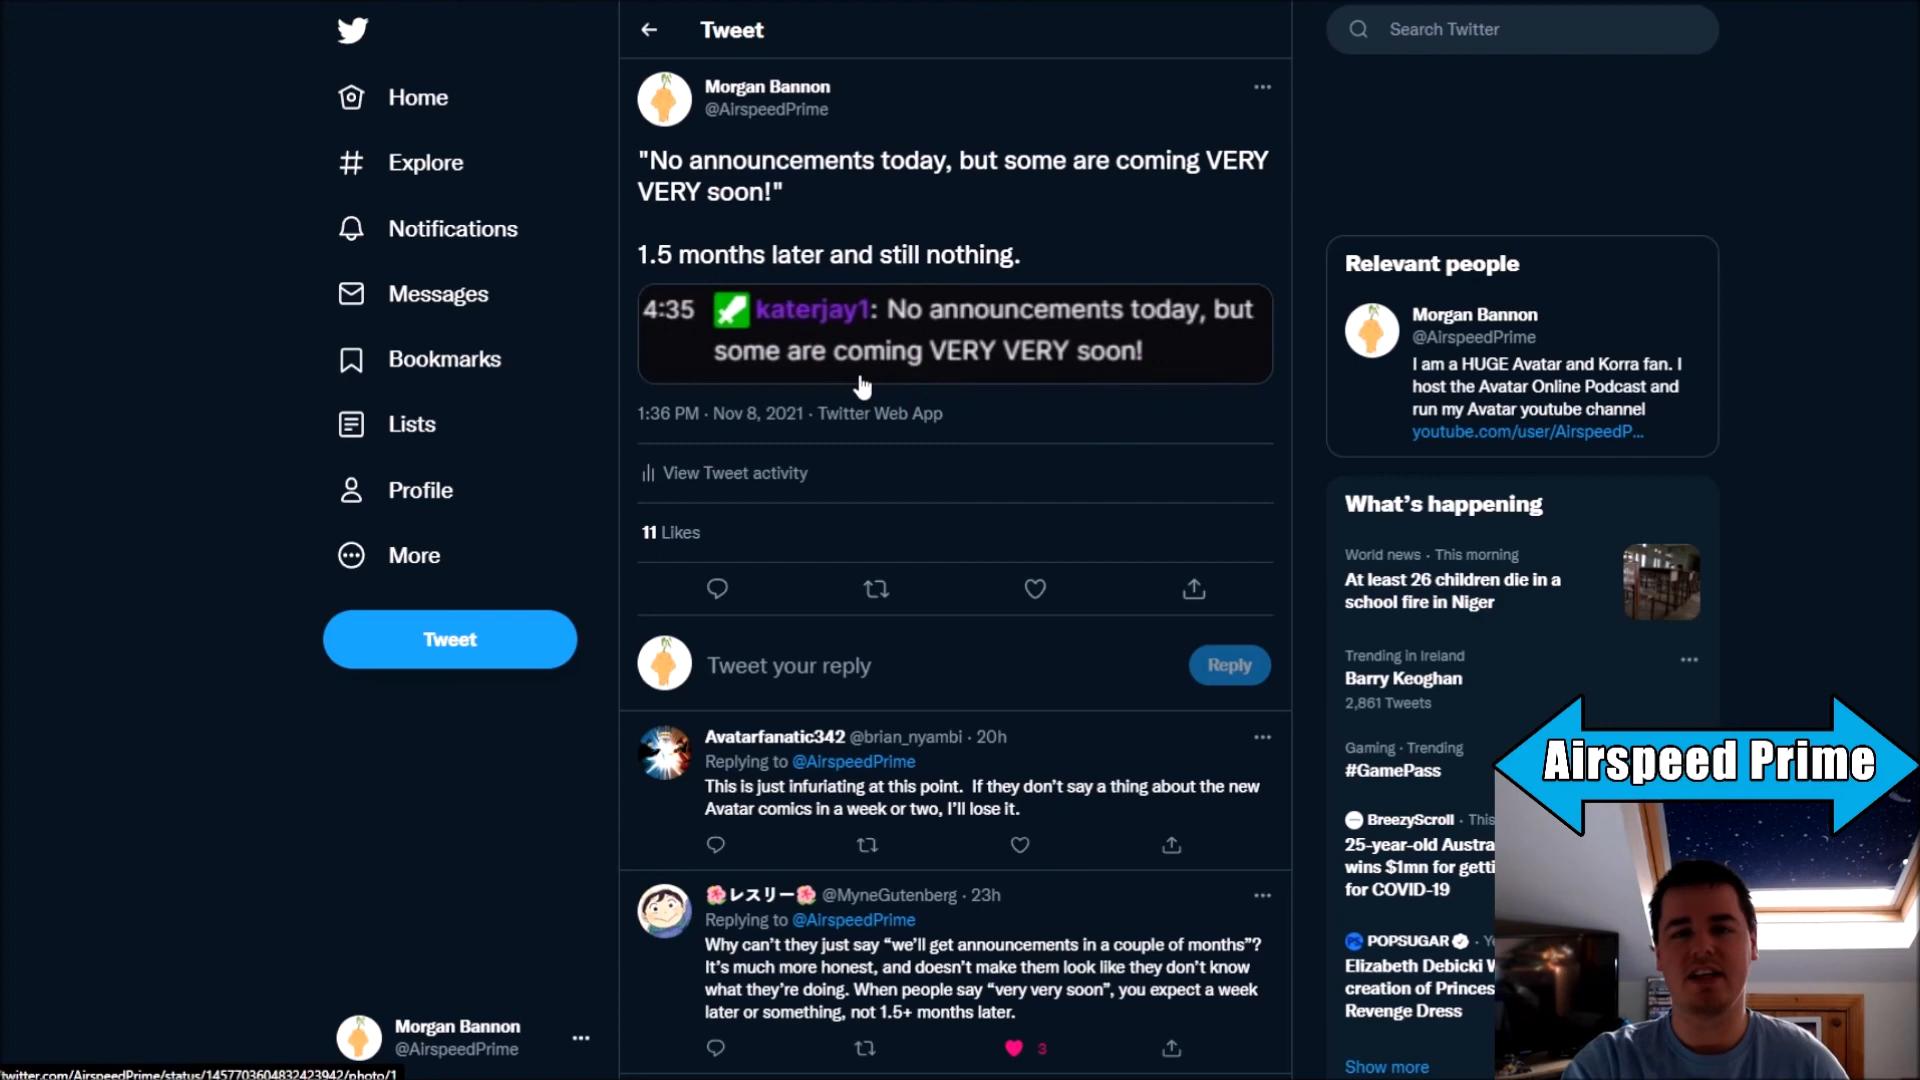 Home
Explore
Notifications
Messages
Bookmarks
Lists
Profile
More
Tweet
Morgan Bannon
@AirspeedPrime
twitter.com/AirspeedPrime/status/1457703604832423942/photo/1
Tweet
Morgan Bannon
@AirspeedPrime
"No announcements today, but some are coming VERY
VERY soon!"
1.5 months later and still nothing.
4:35 katerjay1: No announcements today, but
some are coming VERY VERY soon!
1:36 PM · Nov 8, 2021 · Twitter Web App
View Tweet activity
11 Likes
Tweet your reply
Reply
Avatarfanatic342 @brian_nyambi · 20h
Replying to @AirspeedPrime
This is just infuriating at this point. If they don't say a thing about the new
Avatar comics in a week or two, I'll lose it.
🌸レスリー🌸 @MyneGutenberg · 23h
Replying to @AirspeedPrime
Why can't they just say "we'll get announcements in a couple of months"?
It's much more honest, and doesn't make them look like they don't know
what they're doing. When people say "very very soon", you expect a week
later or something, not 1.5+ months later.
3
Search Twitter
Relevant people
Morgan Bannon
@AirspeedPrime
I am a HUGE Avatar and Korra fan. I
host the Avatar Online Podcast and
run my Avatar youtube channel
youtube.com/user/AirspeedP...
What's happening
World news · This morning
At least 26 children die in a
school fire in Niger
Trending in Ireland
Barry Keoghan
2,861 Tweets
Gaming · Trending
#GamePass
BreezyScroll · This
25-year-old Austra
wins $1mn for getti
for COVID-19
POPSUGAR · Y
Elizabeth Debicki W
creation of Princes
Revenge Dress
Show more
Airspeed Prime